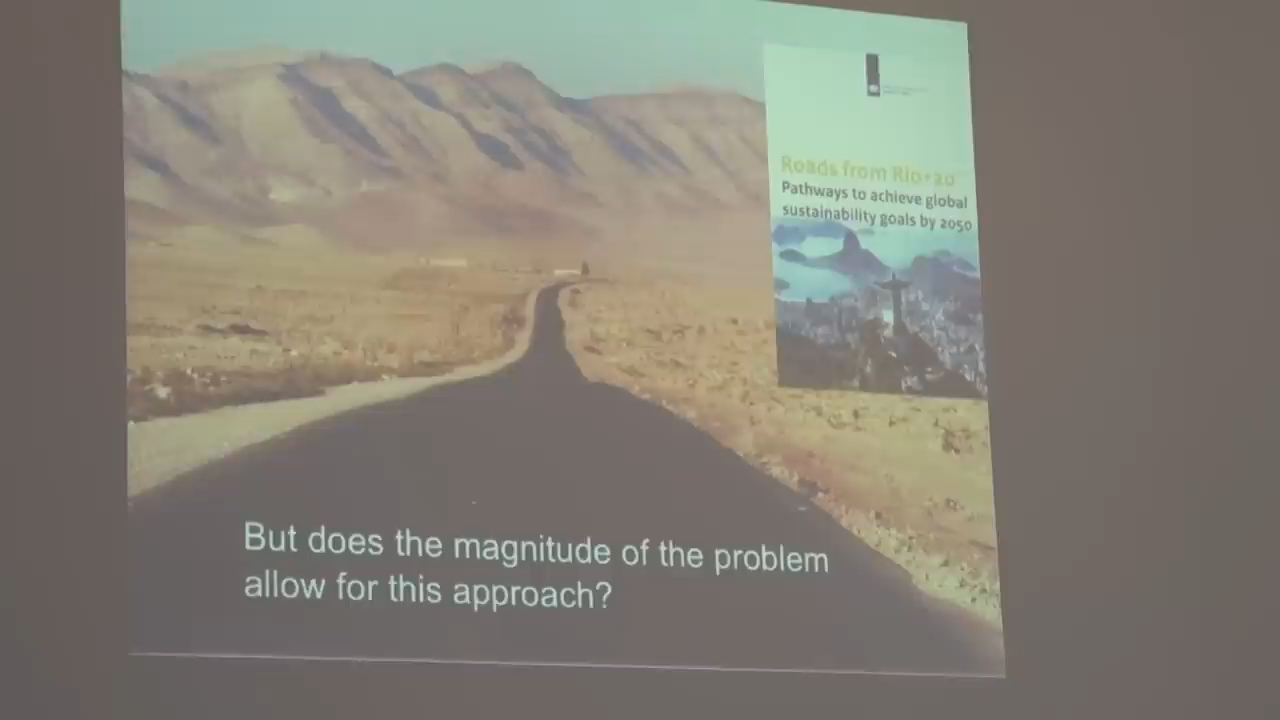 Roads from Rio+20
Pathways to achieve global
sustainability goals by 2050
But does the magnitude of the problem
allow for this approach?